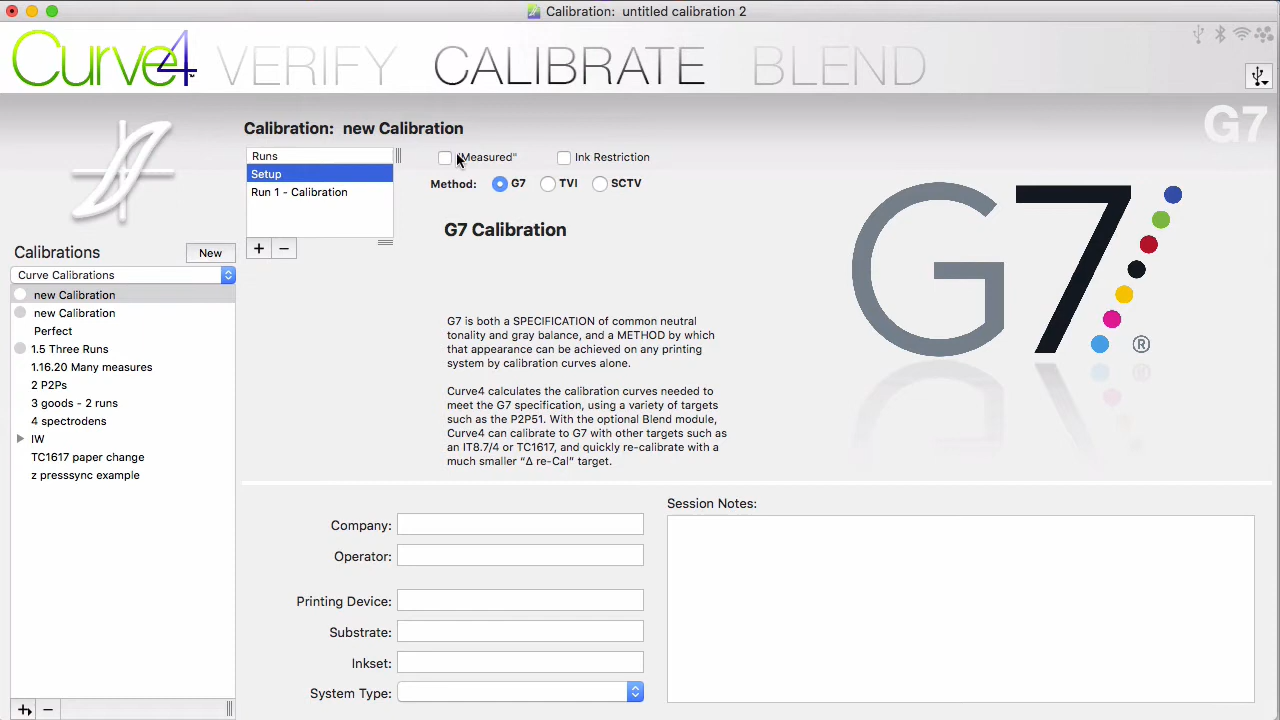 Calibration: untitled calibration 2
Curve4™ VERIFY CALIBRATE BLEND
G7
Calibration: new Calibration
Runs
Setup
Run 1 - Calibration
+ −
"Measured" Ink Restriction
Method: G7 TVI SCTV
G7 Calibration
G7 is both a SPECIFICATION of common neutral
tonality and gray balance, and a METHOD by which
that appearance can be achieved on any printing
system by calibration curves alone.
Curve4 calculates the calibration curves needed to
meet the G7 specification, using a variety of targets
such as the P2P51. With the optional Blend module,
Curve4 can calibrate to G7 with other targets such as
an IT8.7/4 or TC1617, and quickly re-calibrate with a
much smaller “Δ re-Cal” target.
G7®
Calibrations New
Curve Calibrations
new Calibration
new Calibration
Perfect
1.5 Three Runs
1.16.20 Many measures
2 P2Ps
3 goods - 2 runs
4 spectrodens
IW
TC1617 paper change
z presssync example
+ −
Company:
Operator:
Printing Device:
Substrate:
Inkset:
System Type:
Session Notes: